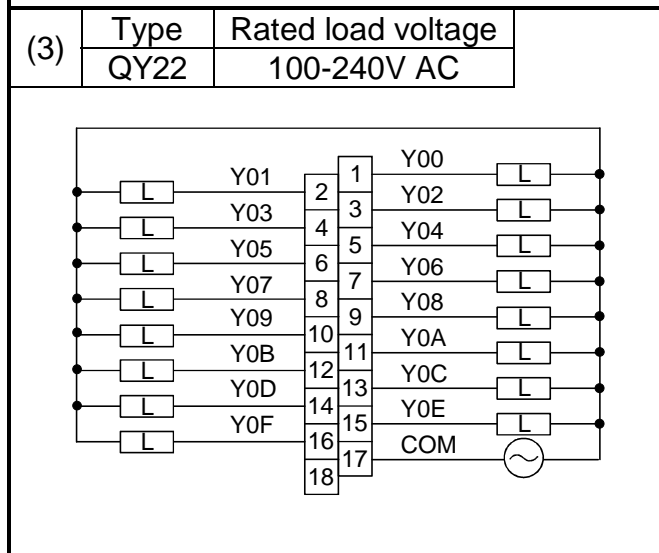 (3) Type Rated load voltage
QY22 100-240V AC
Y00
1 L
Y01
L 2
Y02
3 L
Y03
L 4
Y04
5 L
Y05
L 6
Y06
7 L
Y07
L 8
Y08
9 L
Y09
L 10
Y0A
11 L
Y0B
L 12
Y0C
13 L
Y0D
L 14
Y0E
15 L
Y0F
L 16
COM
17
18